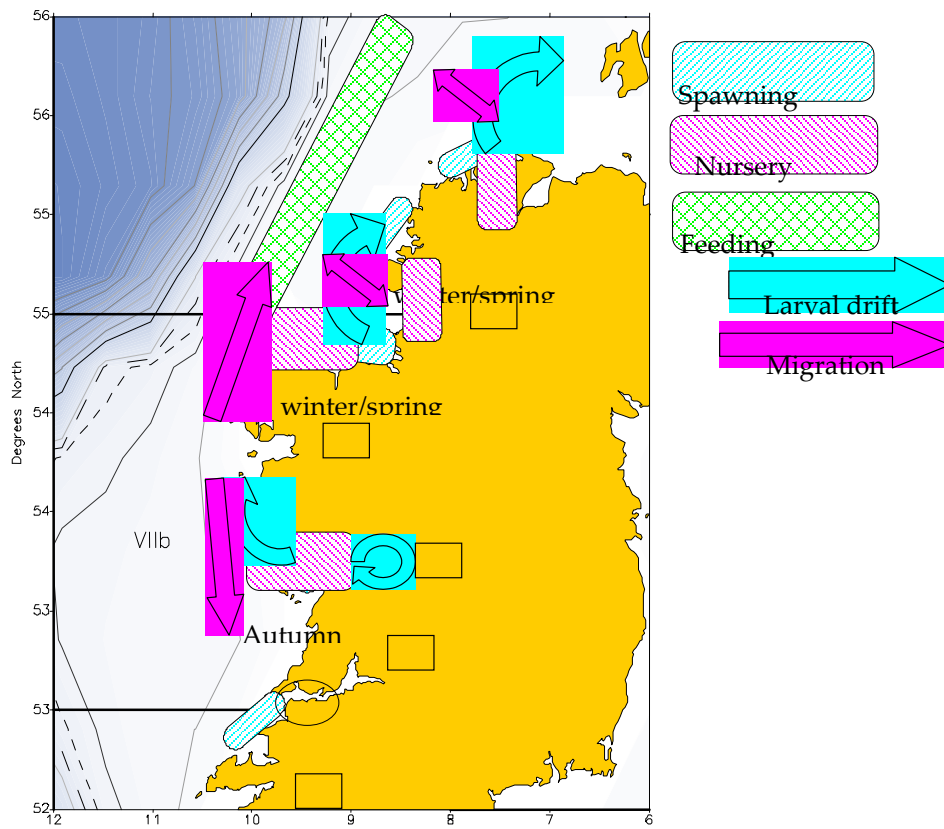 56
56
55
55
54
54
53
53
52
Degrees North
12
11
10
9
8
7
6
VIIb
winter/spring
winter/spring
Autumn
Spawning
Nursery
Feeding
Larval drift
Migration